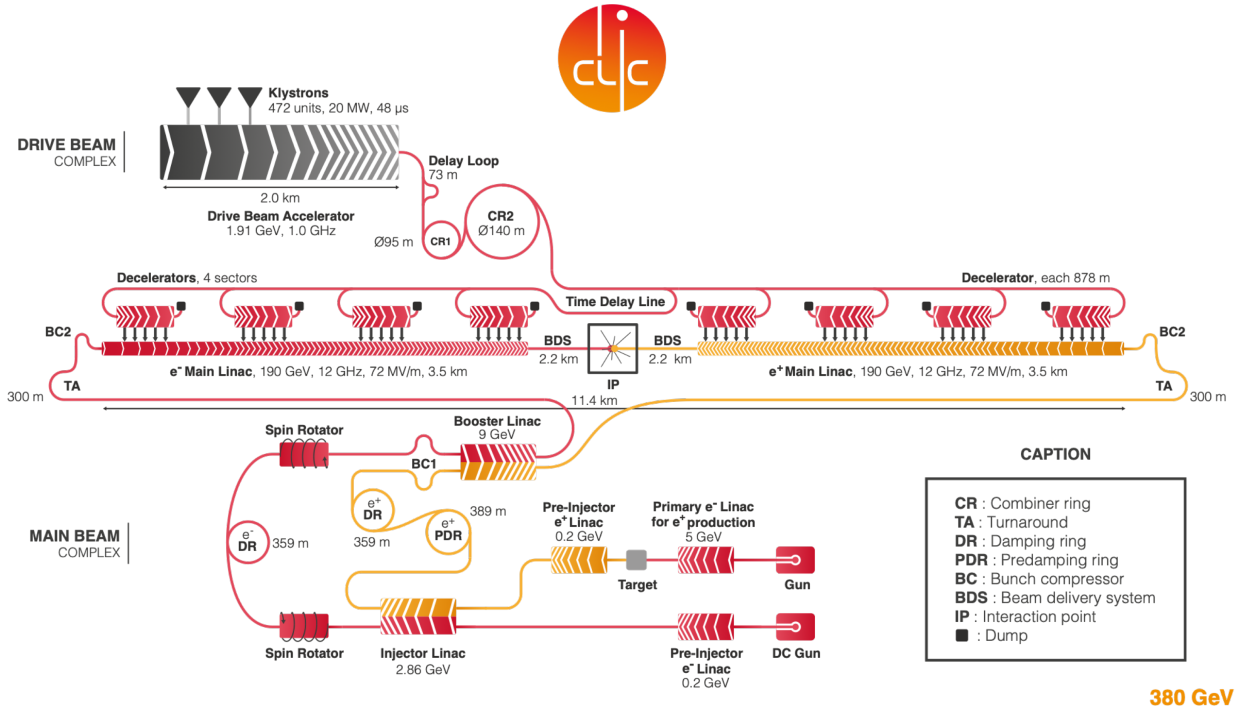 clic
Klystrons
472 units, 20 MW, 48 µs
DRIVE BEAM
COMPLEX
Delay Loop
73 m
2.0 km
Drive Beam Accelerator
1.91 GeV, 1.0 GHz
CR2
Ø140 m
Ø95 m
CR1
Decelerators, 4 sectors
Decelerator, each 878 m
Time Delay Line
BC2
BDS
2.2 km
BDS
2.2 km
BC2
e⁻ Main Linac, 190 GeV, 12 GHz, 72 MV/m, 3.5 km
IP
e⁺ Main Linac, 190 GeV, 12 GHz, 72 MV/m, 3.5 km
TA
300 m
TA
300 m
11.4 km
Booster Linac
9 GeV
Spin Rotator
BC1
CAPTION
CR : Combiner ring
TA : Turnaround
DR : Damping ring
PDR : Predamping ring
BC : Bunch compressor
BDS : Beam delivery system
IP : Interaction point
: Dump
MAIN BEAM
COMPLEX
e⁻
DR
359 m
e⁺
DR
359 m
e⁺
PDR
389 m
Pre-Injector
e⁺ Linac
0.2 GeV
Primary e⁻ Linac
for e⁺ production
5 GeV
Target
Gun
Spin Rotator
Injector Linac
2.86 GeV
Pre-Injector
e⁻ Linac
0.2 GeV
DC Gun
380 GeV